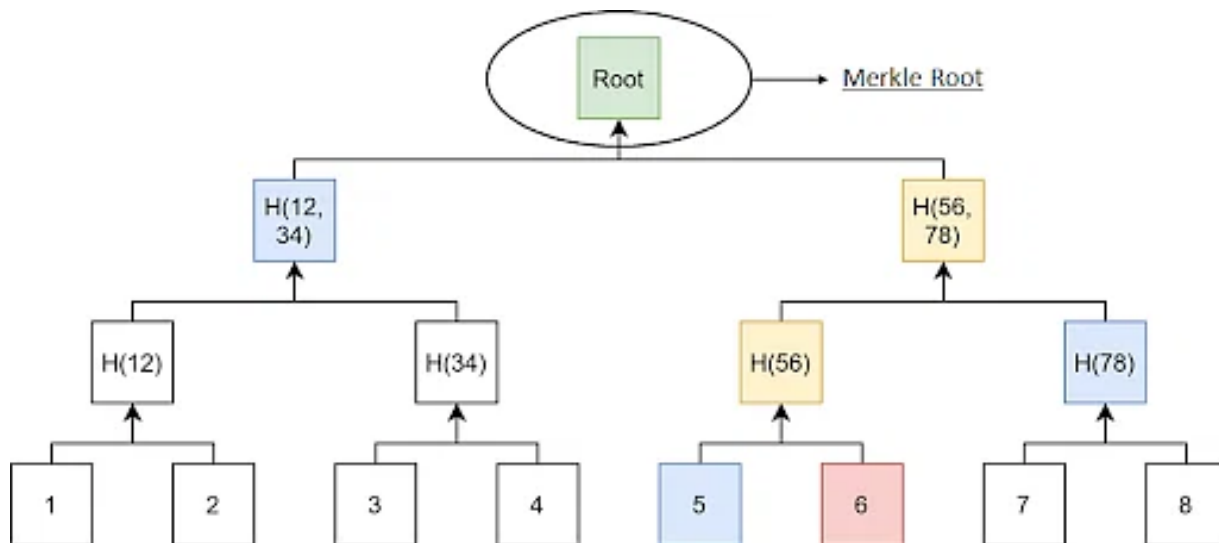 Root
Merkle Root
H(12,
34)
H(56,
78)
H(12)
H(34)
H(56)
H(78)
1
2
3
4
5
6
7
8